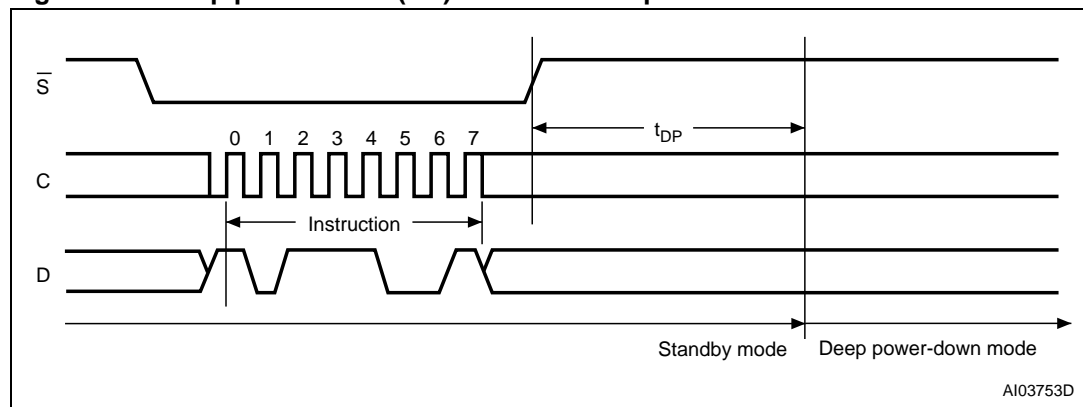 S
0 1 2 3 4 5 6 7
tDP
C
Instruction
D
Standby mode Deep power-down mode
AI03753D